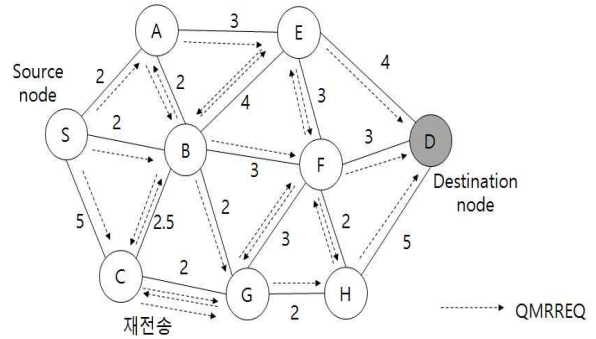 A
3
E
Source
node
2
2
4
4
3
3
S
2
B
3
F
D
Destination
node
5
2.5
2
3
2
5
C
2
G
2
H
재전송
QMRREQ